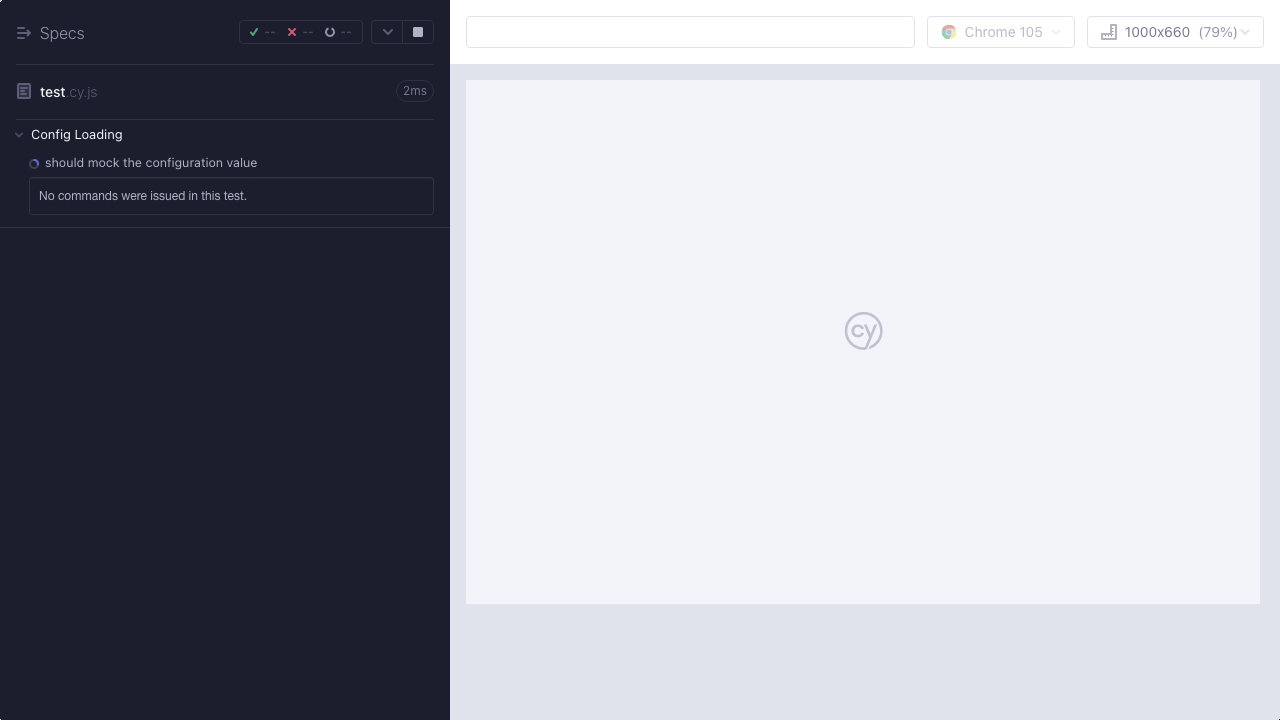 Specs
-- -- --
Chrome 105
1000x660 (79%)
test.cy.js
2ms
Config Loading
should mock the configuration value
No commands were issued in this test.
cy